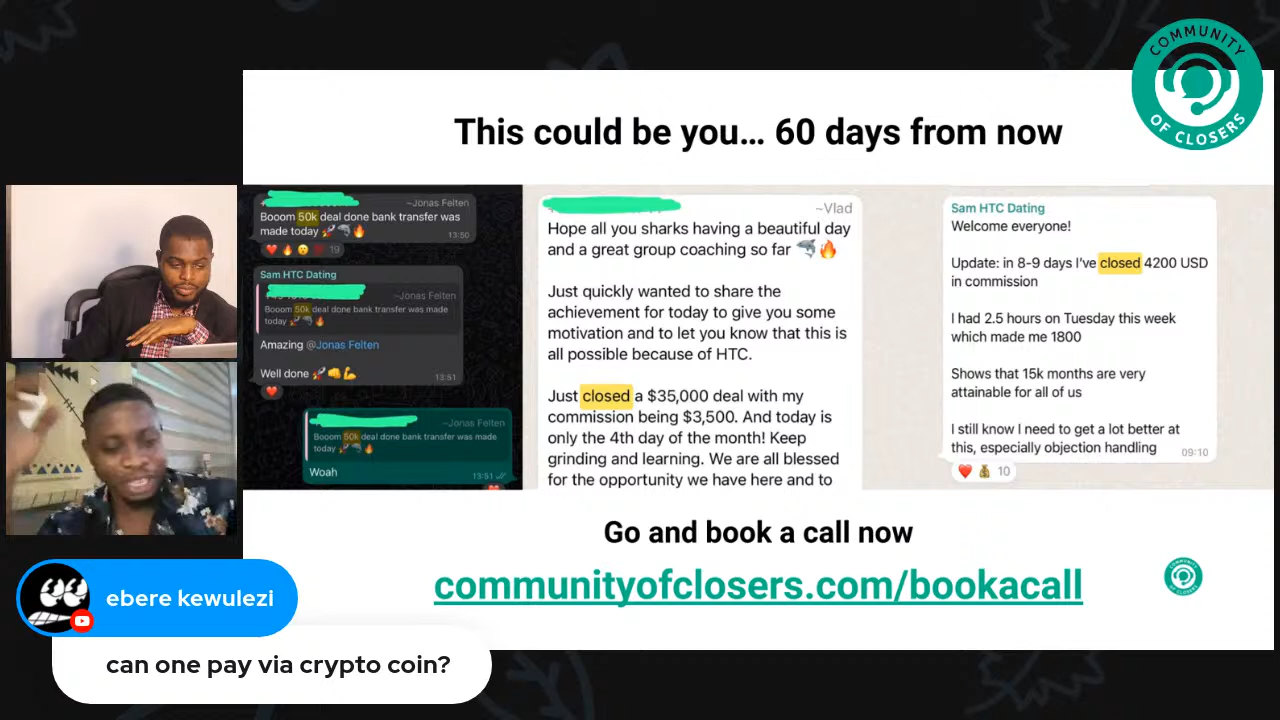 COMMUNITY
OF CLOSERS
This could be you... 60 days from now
~Jonas Felten
Booom 50k deal done bank transfer was
made today 🚀🦈🔥
13:50
❤️🔥😮💯 19
Sam HTC Dating
~Jonas Felten
Booom 50k deal done bank transfer was made
today 🚀🦈🔥
Amazing @Jonas Felten
Well done 🚀👊💪
13:51
❤️
~Jonas Felten
Booom 50k deal done bank transfer was made
today 🚀🦈🔥
Woah
13:51
~Vlad
Hope all you sharks having a beautiful day
and a great group coaching so far 🦈🔥
Just quickly wanted to share the
achievement for today to give you some
motivation and to let you know that this is
all possible because of HTC.
Just closed a $35,000 deal with my
commission being $3,500. And today is
only the 4th day of the month! Keep
grinding and learning. We are all blessed
for the opportunity we have here and to
Sam HTC Dating
Welcome everyone!
Update: in 8-9 days I've closed 4200 USD
in commission
I had 2.5 hours on Tuesday this week
which made me 1800
Shows that 15k months are very
attainable for all of us
I still know I need to get a lot better at
this, especially objection handling
09:10
❤️💰 10
Go and book a call now
communityofclosers.com/bookacall
ebere kewulezi
can one pay via crypto coin?